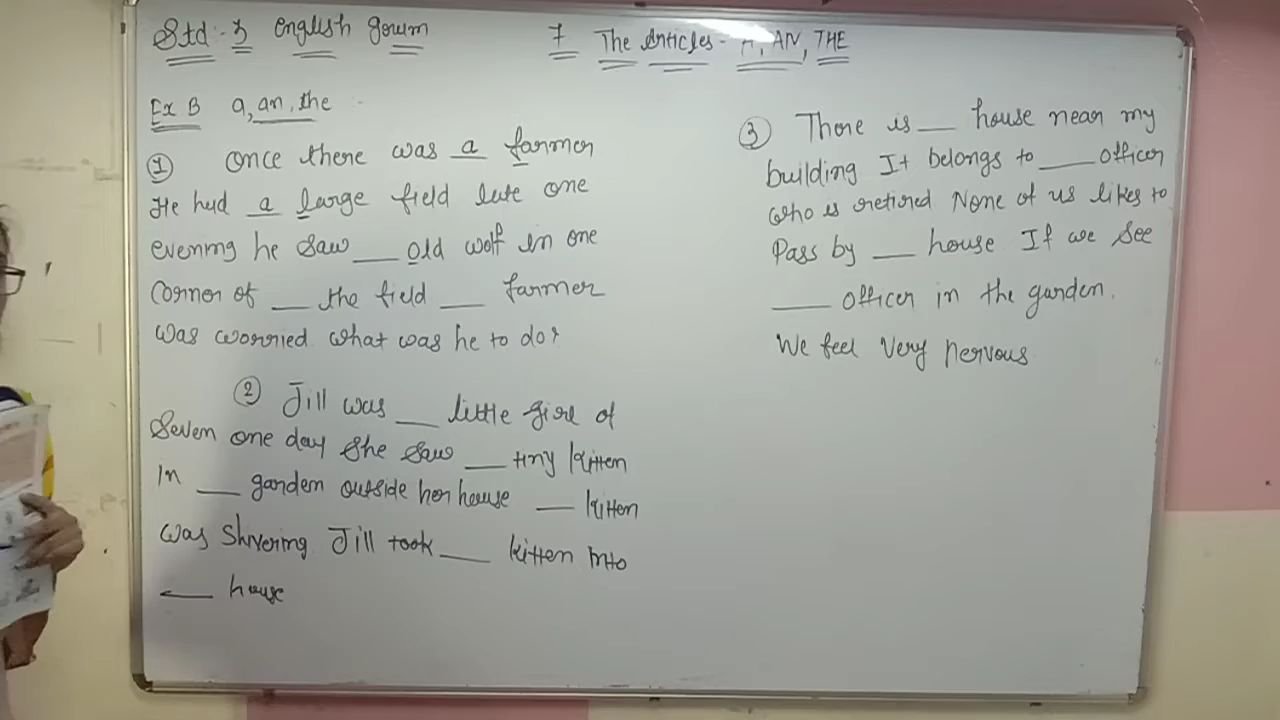 Std :- 3 English goum
7 The Articles - A, AN, THE
Ex B a, an, the :-
① Once there was a farmer
He had a large field late one
evening he saw ___ old wolf in one
Corner of ___ the field ___ farmer
was worried what was he to do?
② Jill was ___ little girl of
Seven one day she saw ___ tiny kitten
in ___ garden outside her house ___ kitten
was Shivering Jill took ___ kitten into
___ house
③ There is ___ house near my
building It belongs to ___ officer
who is retired None of us likes to
Pass by ___ house If we see
___ officer in the garden.
We feel very nervous